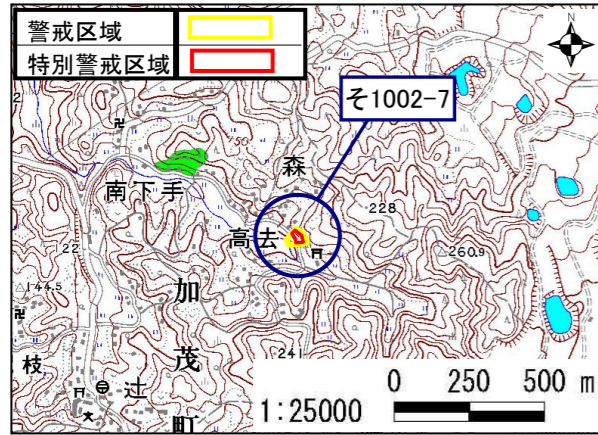 警戒区域
特別警戒区域
N
そ1002-7
2
150
森
南下手
228
高去
22
260.9
144.5
加
茂
町
241
枝
辻
0 250 500 m
1:25000